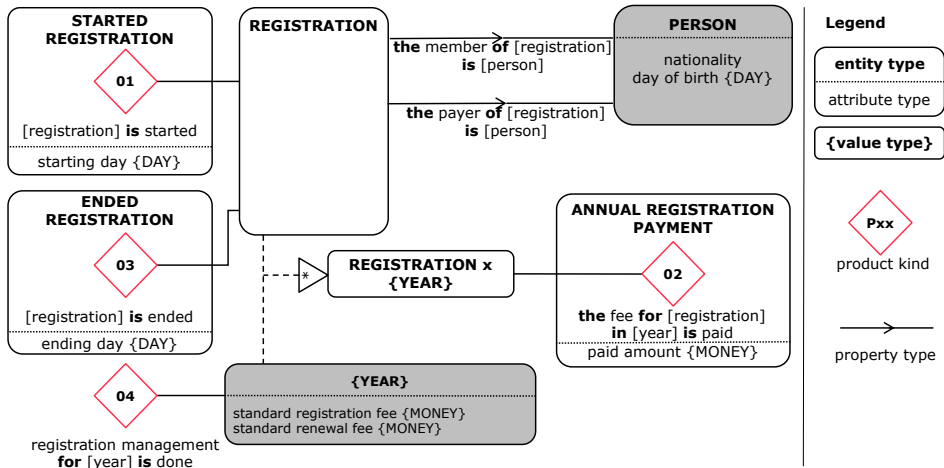 STARTED
REGISTRATION
01
[registration] is started
starting day {DAY}
REGISTRATION
the member of [registration]
is [person]
the payer of [registration]
is [person]
PERSON
nationality
day of birth {DAY}
ENDED
REGISTRATION
03
[registration] is ended
ending day {DAY}
*
REGISTRATION x
{YEAR}
ANNUAL REGISTRATION
PAYMENT
02
the fee for [registration]
in [year] is paid
paid amount {MONEY}
04
registration management
for [year] is done
{YEAR}
standard registration fee {MONEY}
standard renewal fee {MONEY}
Legend
entity type
attribute type
{value type}
Pxx
product kind
property type